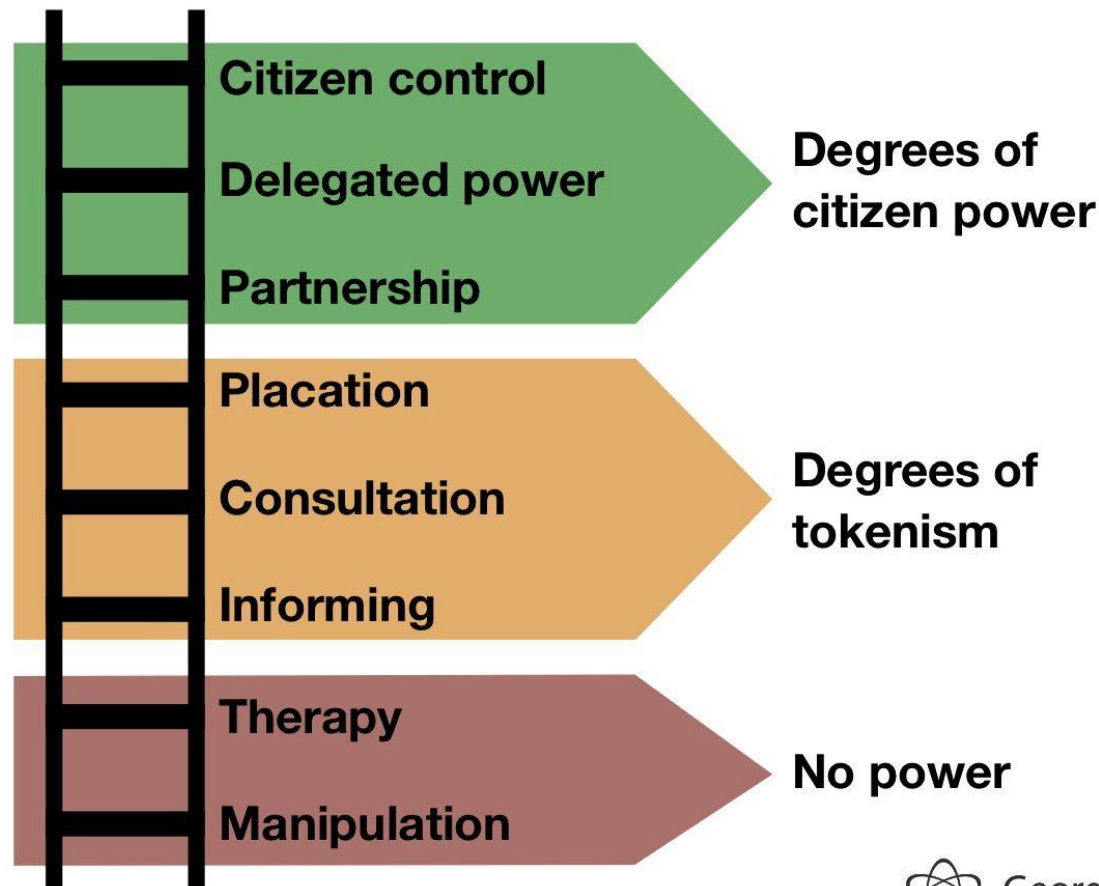 Citizen control
Delegated power
Partnership
Degrees of
citizen power
Placation
Consultation
Informing
Degrees of
tokenism
Therapy
Manipulation
No power